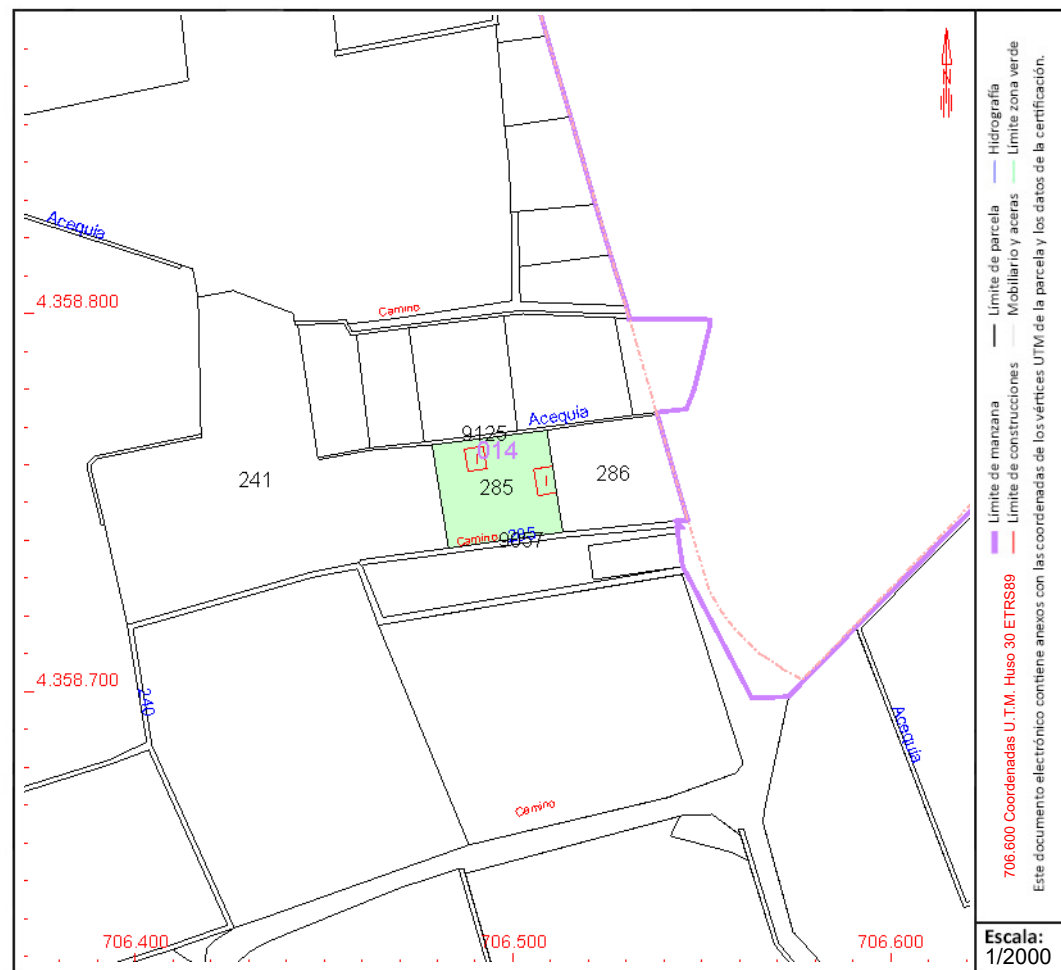 Acequia
4.358.800
Camino
Acequia
9125
014
241
285
286
Camino
295
9007
4.358.700
240
Acequia
Camino
706.400
706.500
706.600
Límite de manzana
Límite de parcela
Hidrografía
Límite de construcciones
Mobiliario y aceras
Límite zona verde
706.600 Coordenadas U.T.M. Huso 30 ETRS89
Este documento electrónico contiene anexos con las coordenadas de los vértices UTM de la parcela y los datos de la certificación.
I
I
Escala:
1/2000